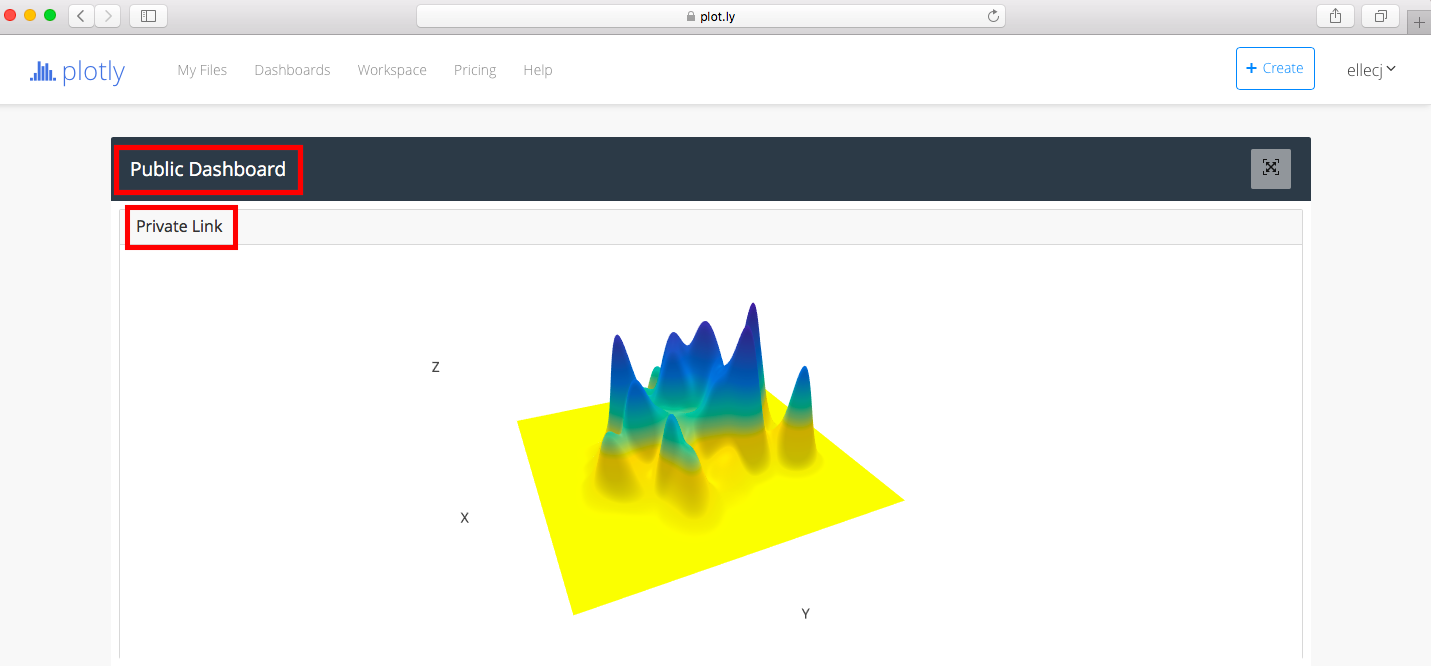 plot.ly
plotly My Files Dashboards Workspace Pricing Help + Create ellecj
Public Dashboard
Private Link
Z
X
Y